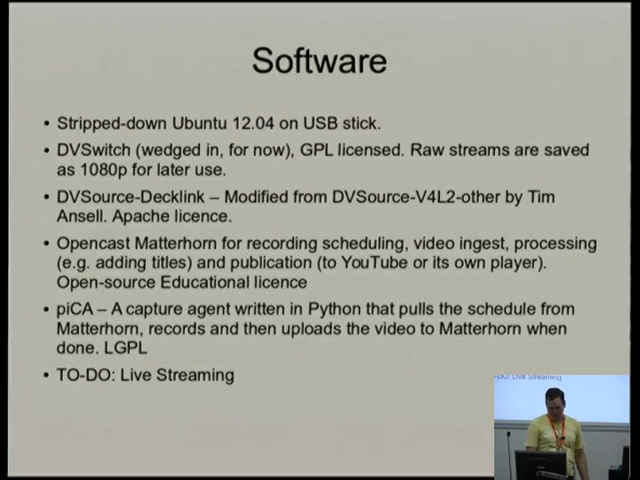 Software
• Stripped-down Ubuntu 12.04 on USB stick.
• DVSwitch (wedged in, for now), GPL licensed. Raw streams are saved
as 1080p for later use.
• DVSource-Decklink – Modified from DVSource-V4L2-other by Tim
Ansell. Apache licence.
• Opencast Matterhorn for recording scheduling, video ingest, processing
(e.g. adding titles) and publication (to YouTube or its own player).
Open-source Educational licence
• piCA – A capture agent written in Python that pulls the schedule from
Matterhorn, records and then uploads the video to Matterhorn when
done. LGPL
• TO-DO: Live Streaming
DO: Live Streaming